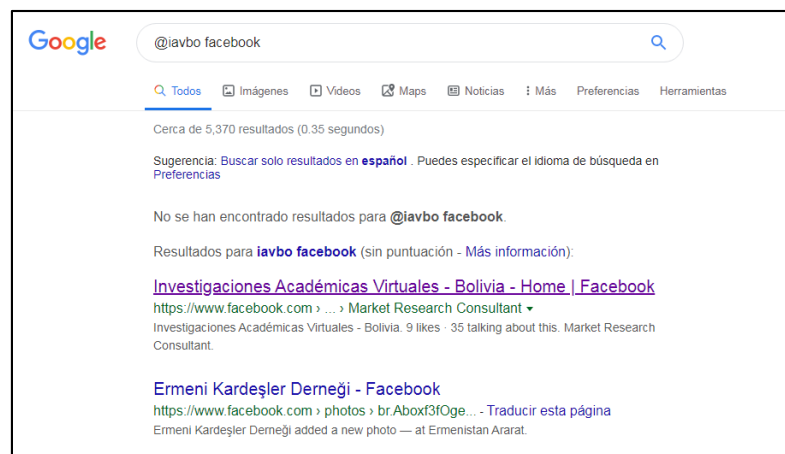 Google
@iavbo facebook
Todos Imágenes Videos Maps Noticias Más Preferencias Herramientas
Cerca de 5,370 resultados (0.35 segundos)
Sugerencia: Buscar solo resultados en español . Puedes especificar el idioma de búsqueda en
Preferencias
No se han encontrado resultados para @iavbo facebook.
Resultados para iavbo facebook (sin puntuación - Más información):
Investigaciones Académicas Virtuales - Bolivia - Home | Facebook
https://www.facebook.com › ... › Market Research Consultant
Investigaciones Académicas Virtuales - Bolivia. 9 likes · 35 talking about this. Market Research
Consultant.
Ermeni Kardeşler Derneği - Facebook
https://www.facebook.com › photos › br.Aboxf3fOge... - Traducir esta página
Ermeni Kardeşler Derneği added a new photo — at Ermenistan Ararat.